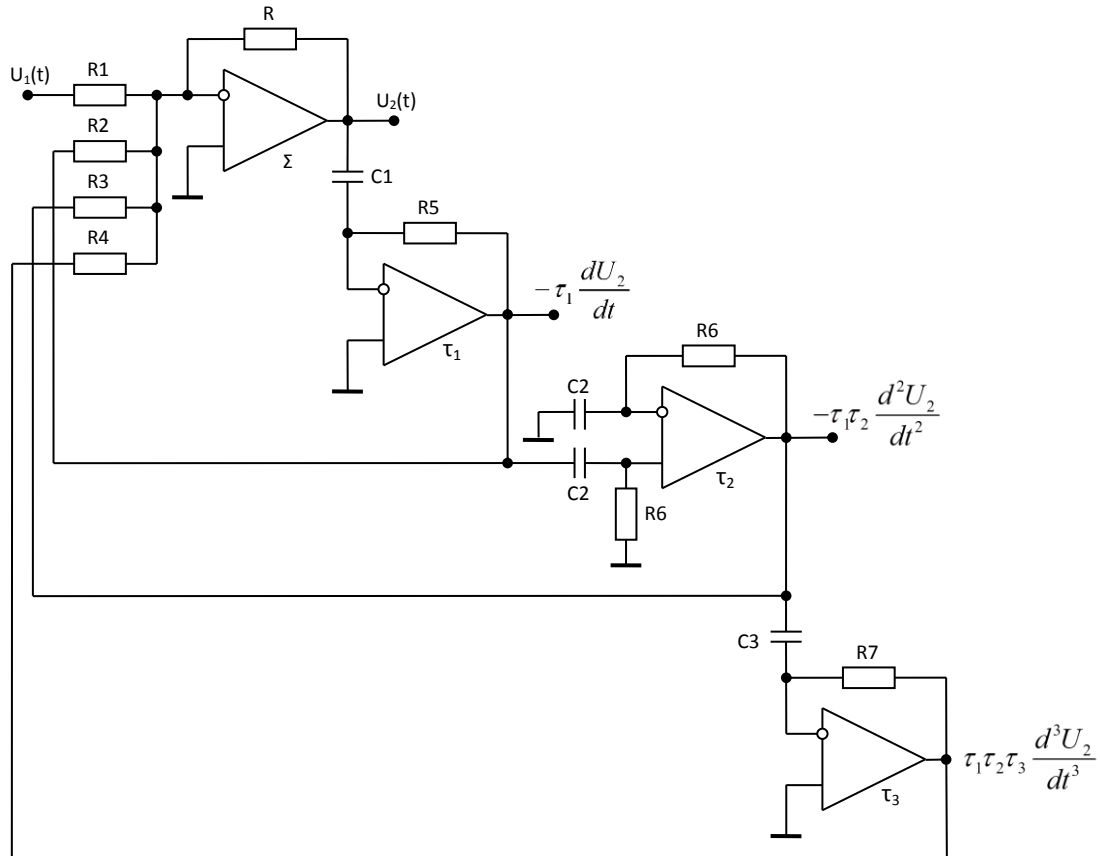 R
U₁(t)
R1
U₂(t)
R2
Σ
C1
R3
R5
R4
-τ₁ dU₂/dt
τ₁
R6
C2
-τ₁τ₂ d²U₂/dt²
C2
τ₂
R6
C3
R7
τ₁τ₂τ₃ d³U₂/dt³
τ₃